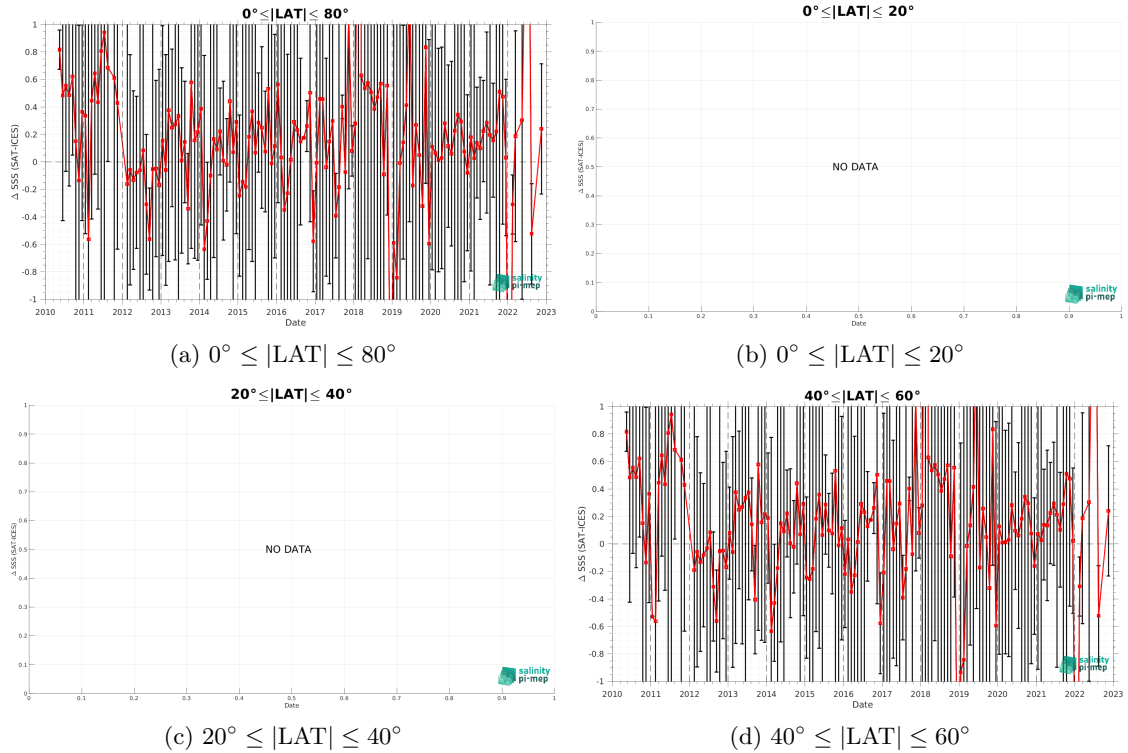 0°≤|LAT|≤ 80°
1
0.8
0.6
0.4
0.2
0
-0.2
-0.4
-0.6
-0.8
-1
Δ SSS (SAT-ICES)
2010 2011 2012 2013 2014 2015 2016 2017 2018 2019 2020 2021 2022 2023
Date
salinity
pi-mep
(a) 0° ≤ |LAT| ≤ 80°
0°≤|LAT|≤ 20°
1
0.9
0.8
0.7
0.6
0.5
0.4
0.3
0.2
0.1
0
Δ SSS (SAT-ICES)
NO DATA
0 0.1 0.2 0.3 0.4 0.5 0.6 0.7 0.8 0.9 1
Date
salinity
pi-mep
(b) 0° ≤ |LAT| ≤ 20°
20°≤|LAT|≤ 40°
1
0.9
0.8
0.7
0.6
0.5
0.4
0.3
0.2
0.1
0
Δ SSS (SAT-ICES)
NO DATA
0 0.1 0.2 0.3 0.4 0.5 0.6 0.7 0.8 0.9 1
Date
salinity
pi-mep
(c) 20° ≤ |LAT| ≤ 40°
40°≤|LAT|≤ 60°
1
0.8
0.6
0.4
0.2
0
-0.2
-0.4
-0.6
-0.8
-1
Δ SSS (SAT-ICES)
2010 2011 2012 2013 2014 2015 2016 2017 2018 2019 2020 2021 2022 2023
Date
salinity
pi-mep
(d) 40° ≤ |LAT| ≤ 60°